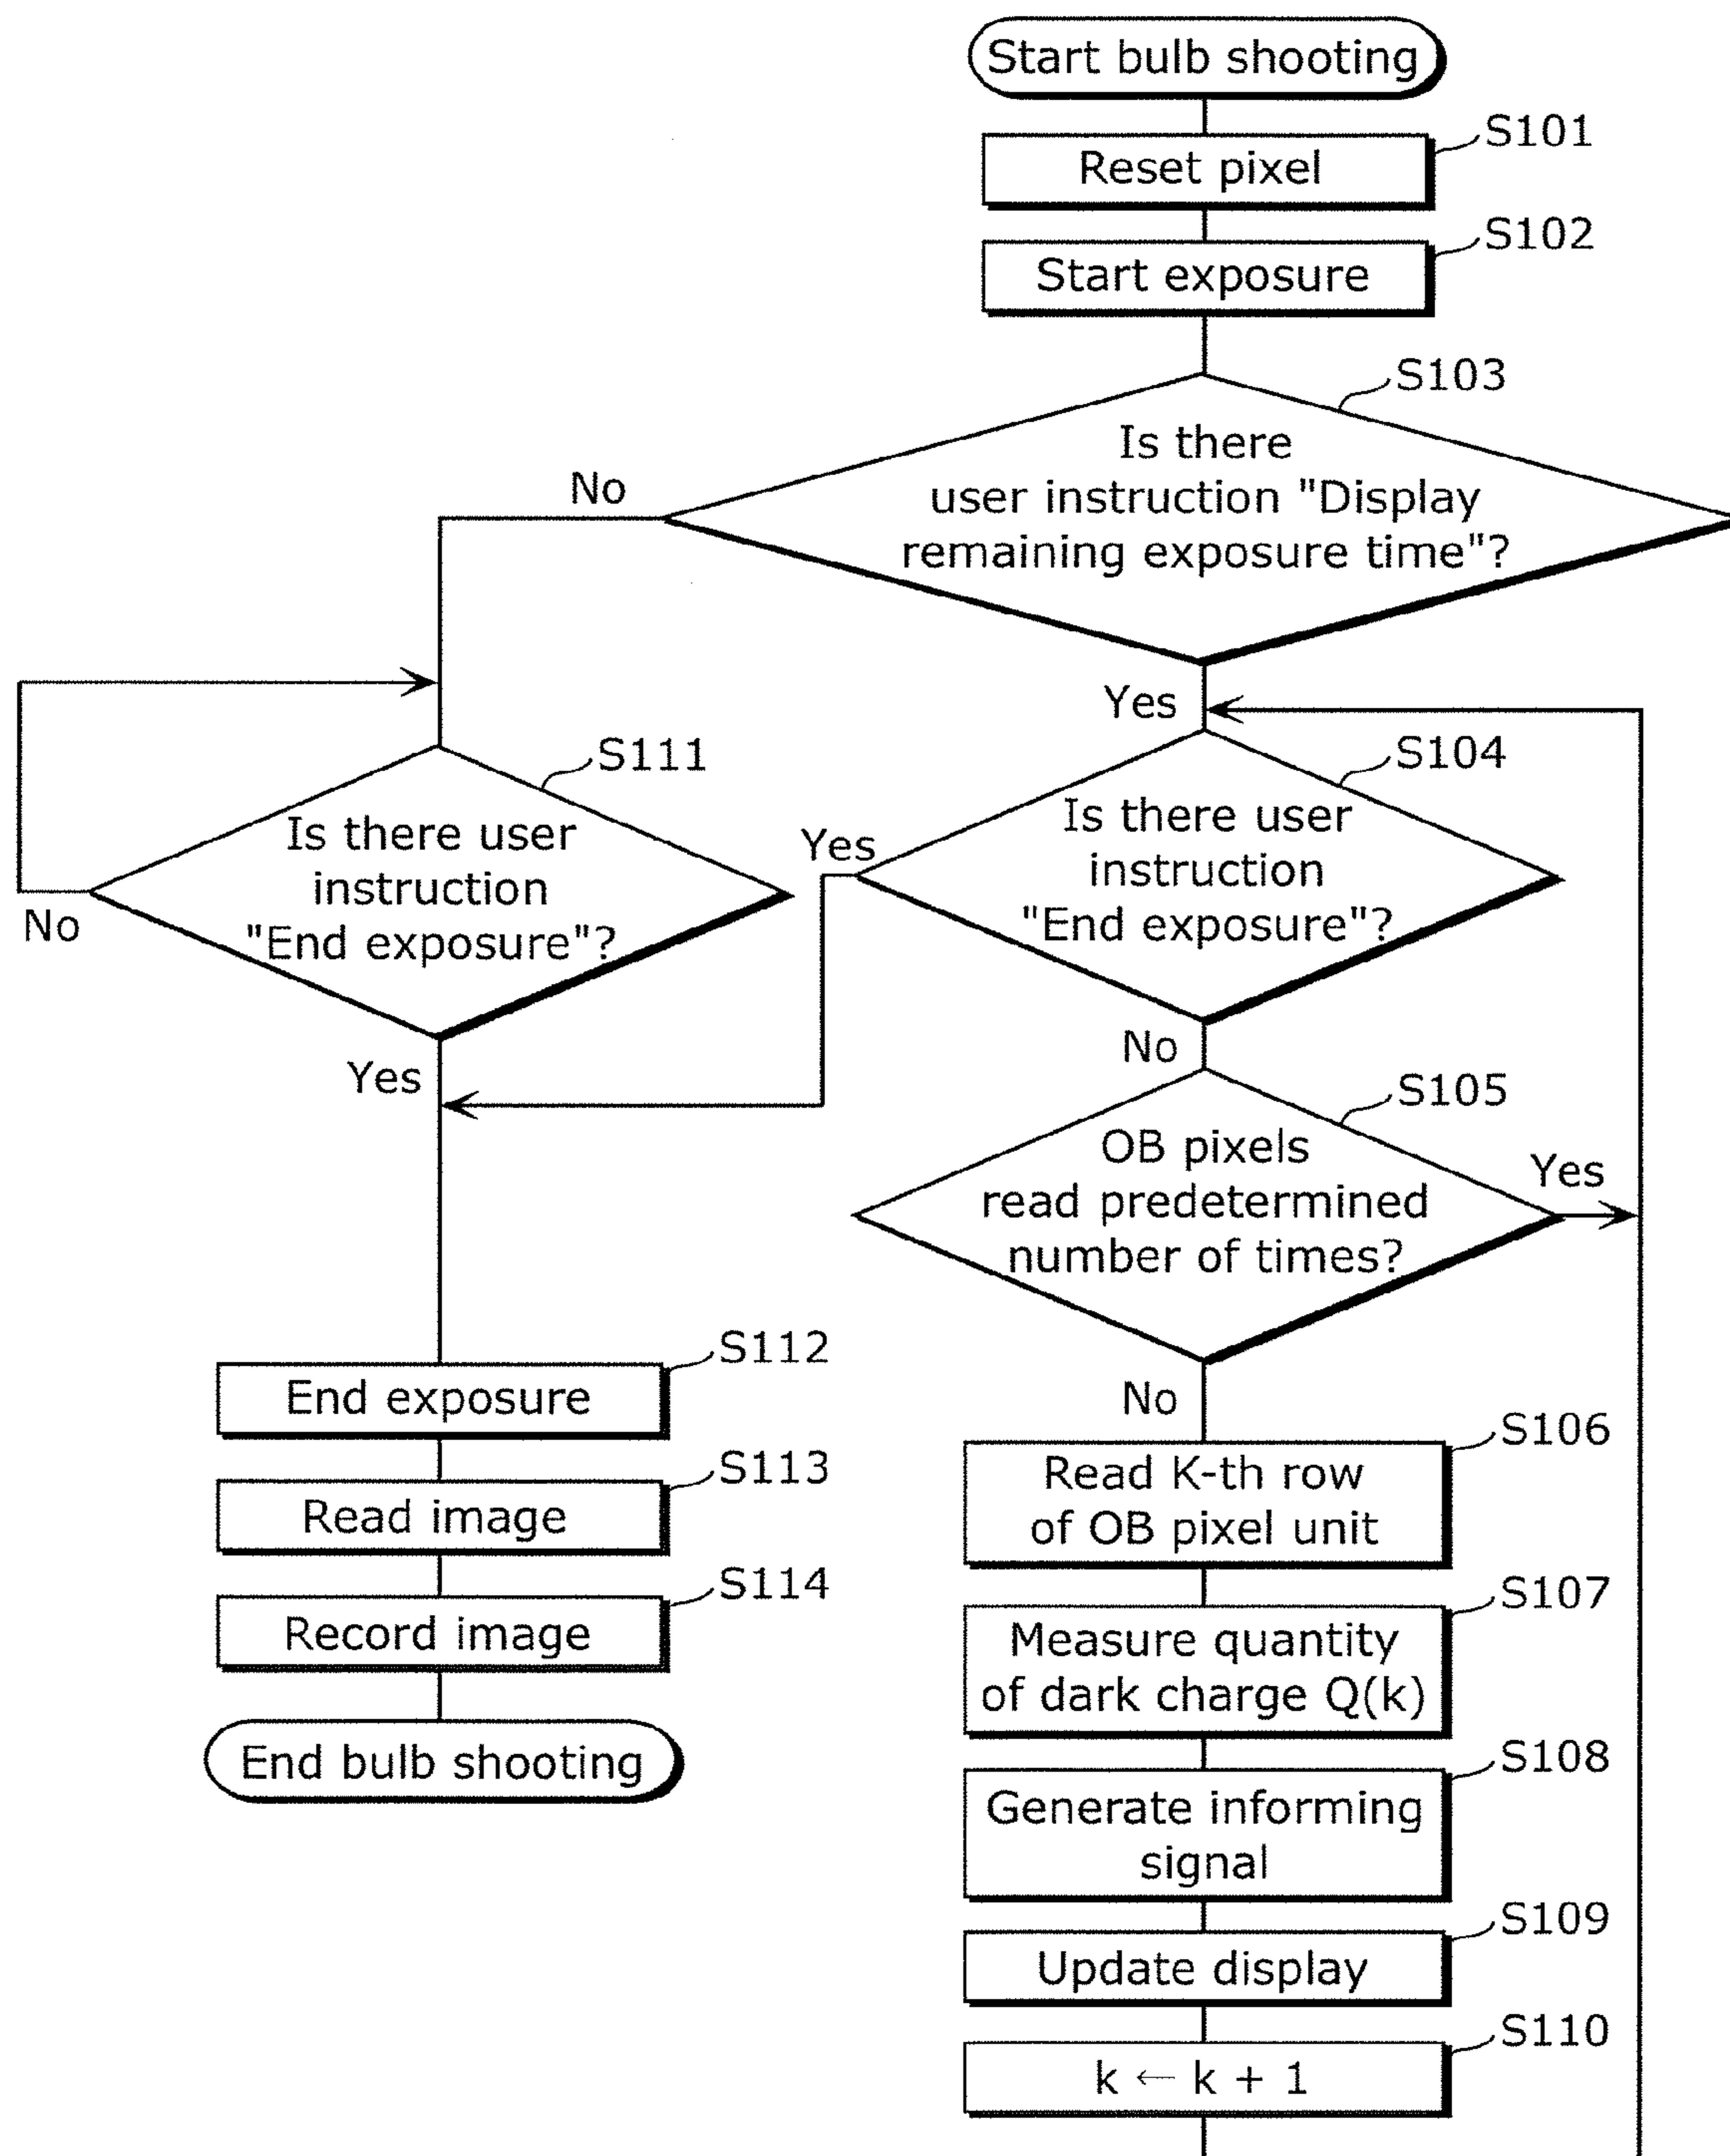 Start bulb shooting
S101
Reset pixel
S102
Start exposure
S103
Is there
user instruction "Display
remaining exposure time"?
No
Yes
S104
Is there user
instruction
"End exposure"?
Yes
No
S111
Is there user
instruction
"End exposure"?
No
Yes
S105
OB pixels
read predetermined
number of times?
Yes
No
S106
Read K-th row
of OB pixel unit
S107
Measure quantity
of dark charge Q(k)
S108
Generate informing
signal
S109
Update display
S110
k ← k + 1
S112
End exposure
S113
Read image
S114
Record image
End bulb shooting